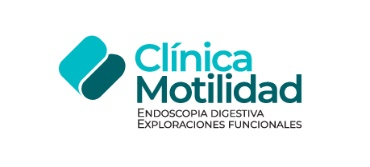 Clínica
Motilidad
ENDOSCOPIA DIGESTIVA
EXPLORACIONES FUNCIONALES